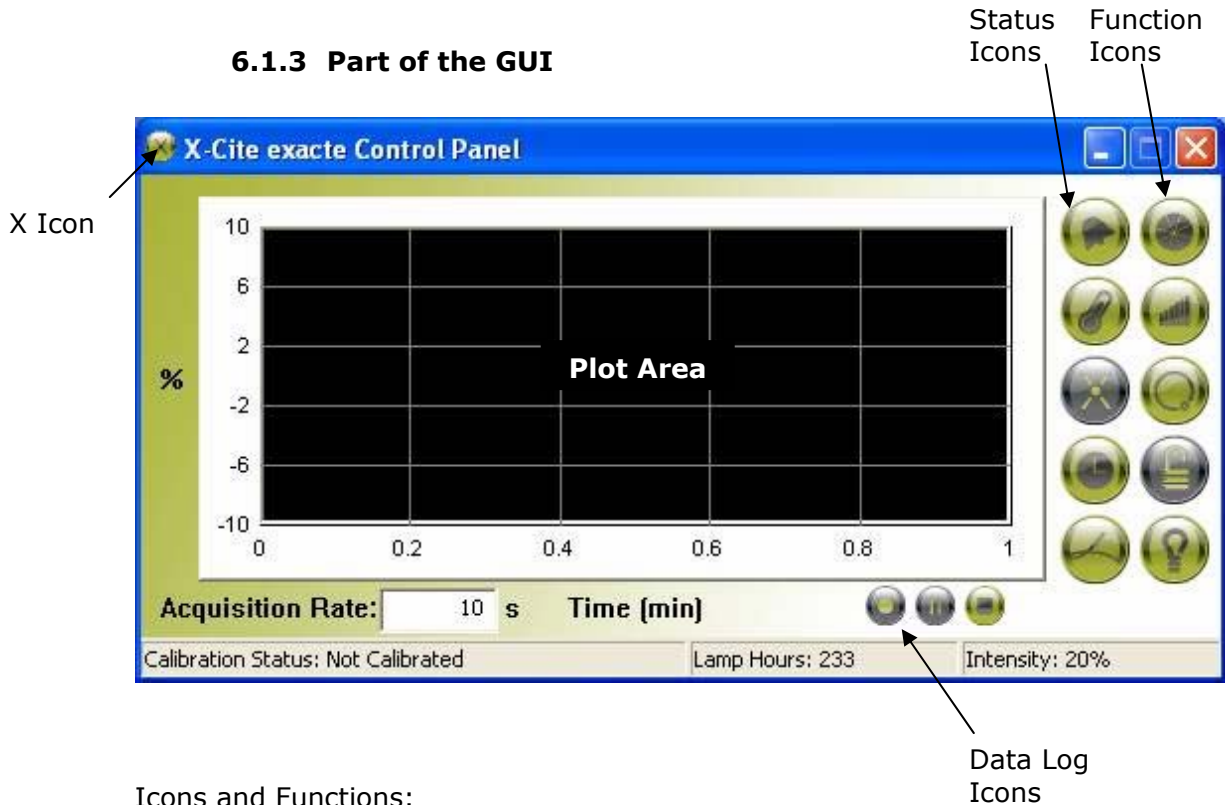 Status Function
Icons Icons
6.1.3 Part of the GUI
X-Cite exacte Control Panel
X Icon
10
6
2
%
-2
-6
-10
Plot Area
0 0.2 0.4 0.6 0.8 1
Acquisition Rate: 10 s Time (min)
Calibration Status: Not Calibrated Lamp Hours: 233 Intensity: 20%
Data Log
Icons
Icons and Functions: